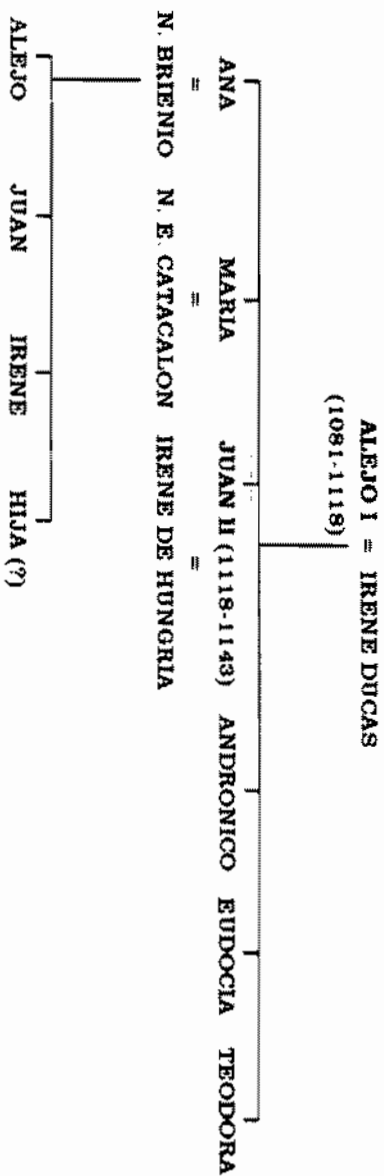 ALEJO I = IRENE DUCAS
(1081-1118)
ANA MARIA JUAN II (1118-1143) ANDRONICO EUDOCIA TEODORA
= = =
N. BRIENIO N. E. CATACALON IRENE DE HUNGRIA
ALEJO JUAN IRENE HIJA (?)